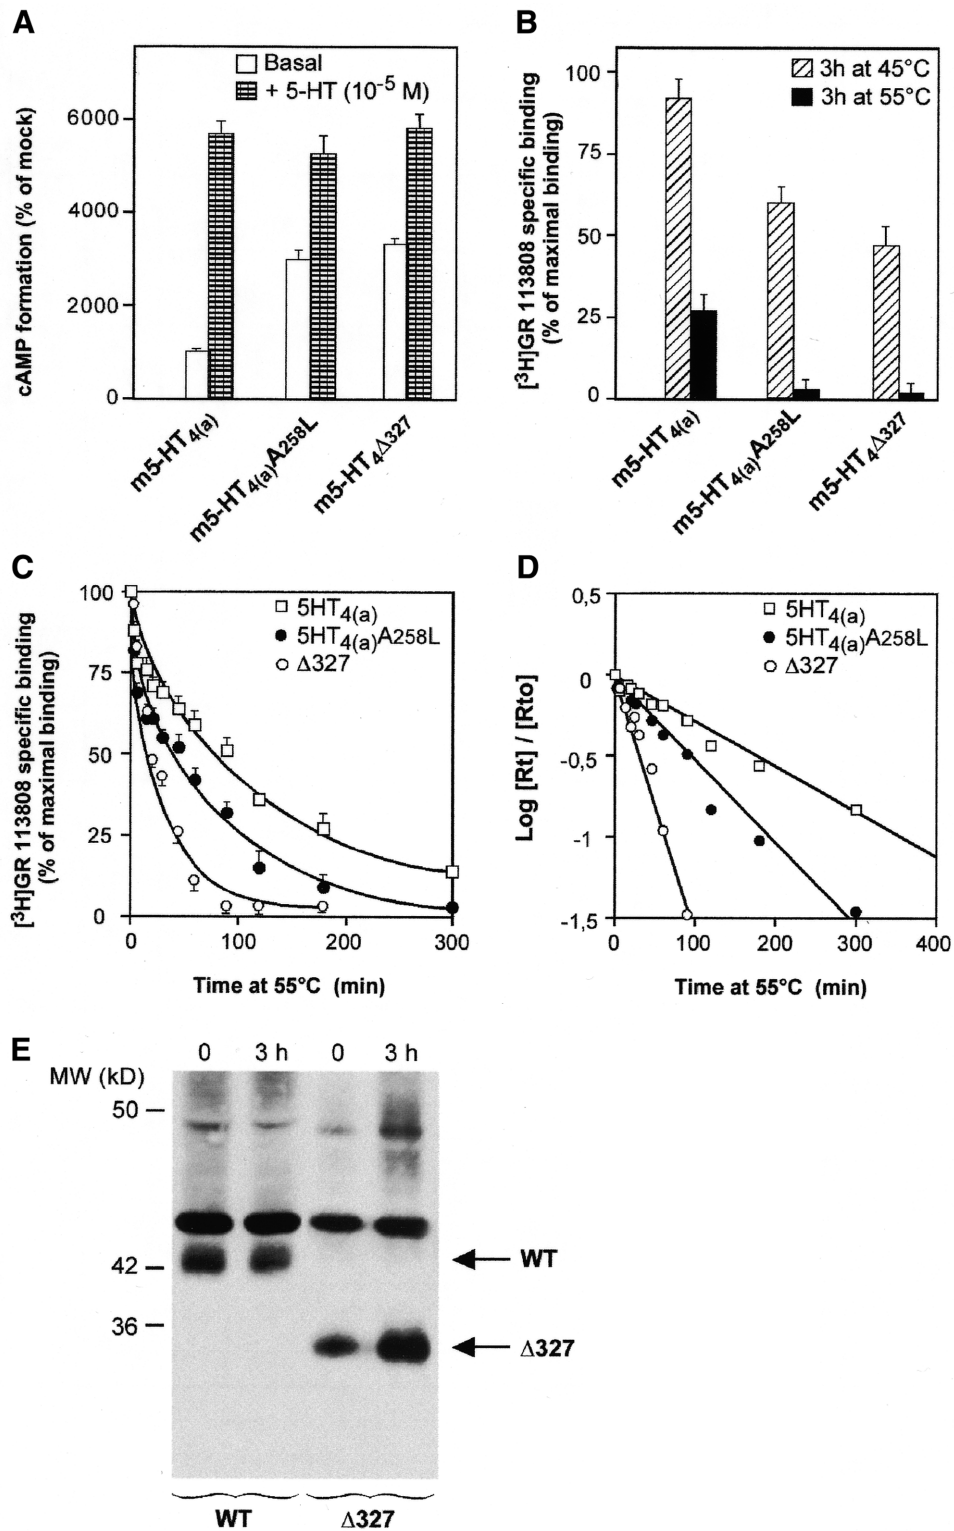 A
cAMP formation (% of mock)
6000
4000
2000
0
Basal
+ 5-HT (10⁻⁵ M)
m5-HT4(a)
m5-HT4(a)A258L
m5-HT4Δ327
B
[³H]GR 113808 specific binding
(% of maximal binding)
100
75
50
25
0
3h at 45°C
3h at 55°C
m5-HT4(a)
m5-HT4(a)A258L
m5-HT4Δ327
C
[³H]GR 113808 specific binding
(% of maximal binding)
100
75
50
25
0
5HT4(a)
5HT4(a)A258L
Δ327
0 100 200 300
Time at 55°C (min)
D
Log [Rt] / [Rto]
0,5
0
-0,5
-1
-1,5
5HT4(a)
5HT4(a)A258L
Δ327
0 100 200 300 400
Time at 55°C (min)
E
0 3 h 0 3 h
MW (kD)
50
42
36
WT
Δ327
WT Δ327